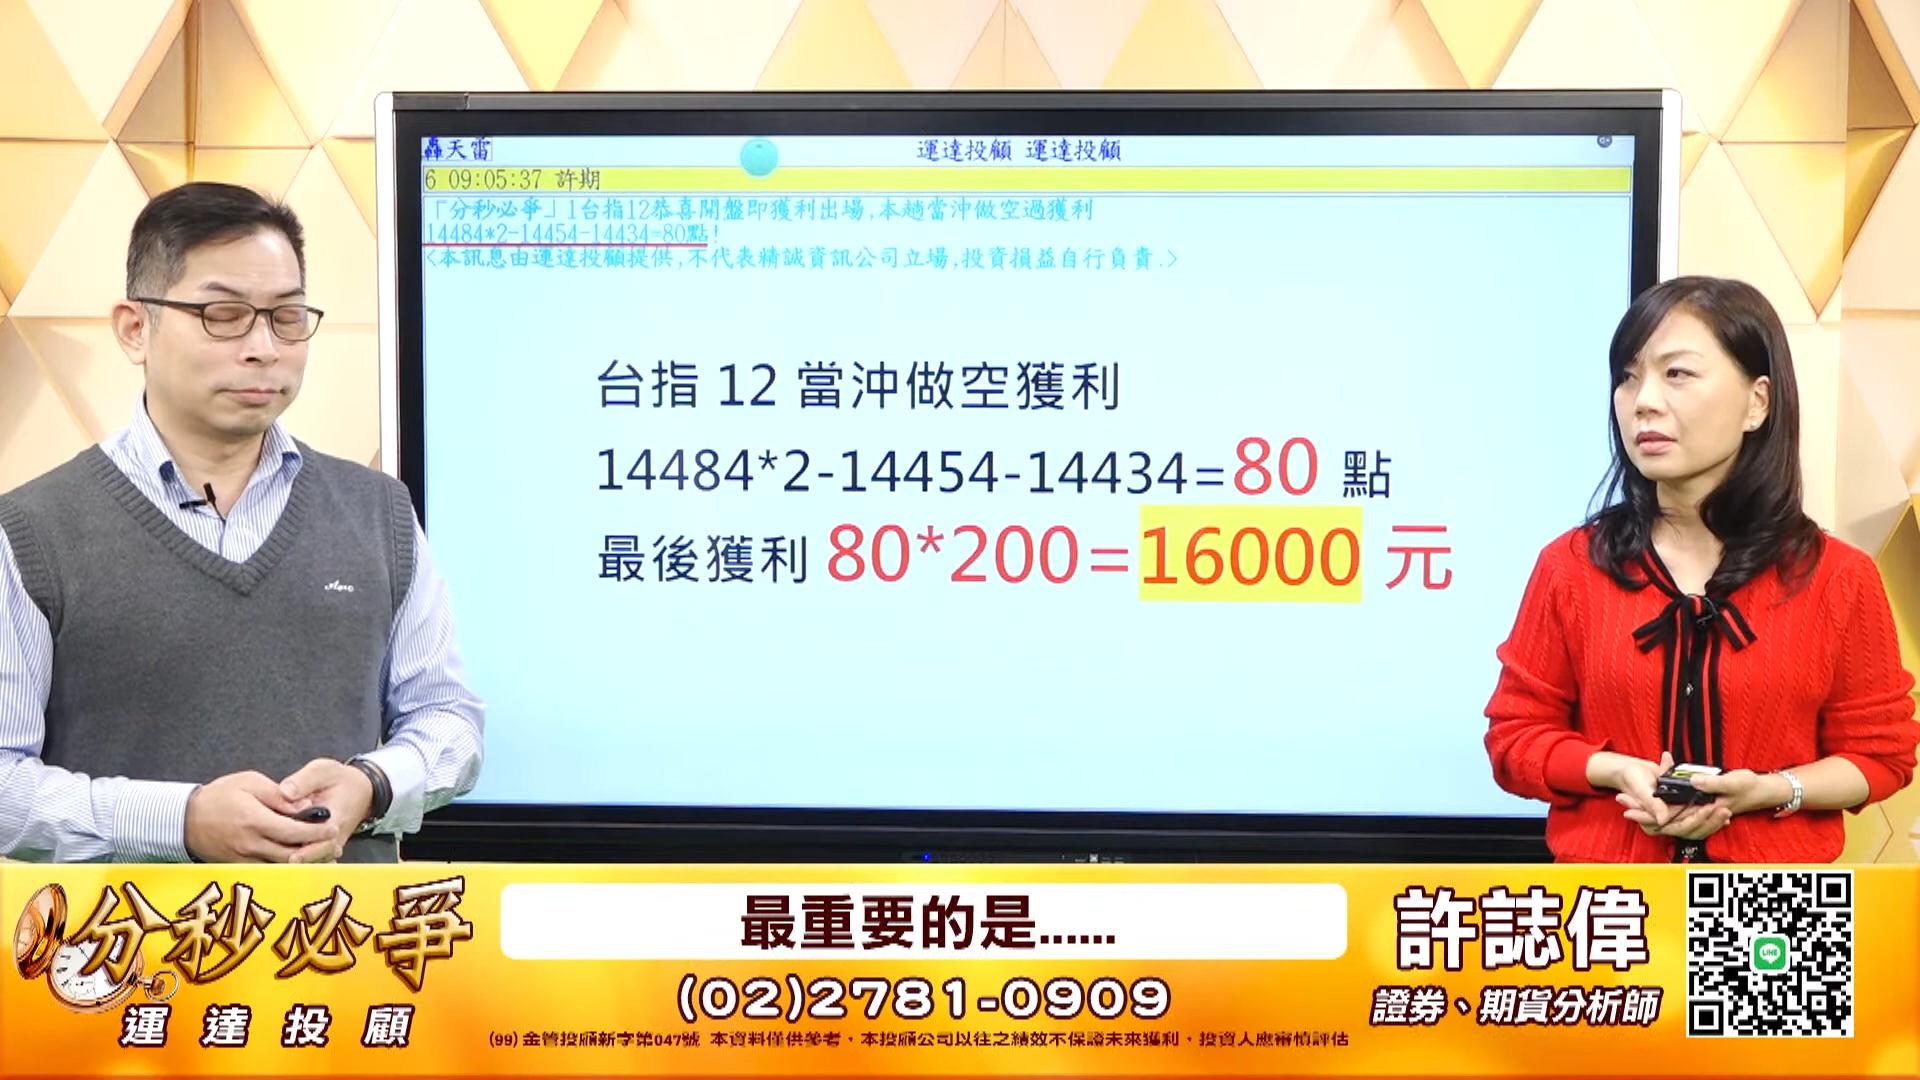 轟天雷
運達投顧 運達投顧
6 09:05:37 許期
「分秒必爭」1台指12恭喜開盤即獲利出場,本趟當沖做空過獲利
14484*2-14454-14434=80點!
<本訊息由運達投顧提供,不代表精誠資訊公司立場,投資損益自行負責.>
台指 12 當沖做空獲利
14484*2-14454-14434=80 點
最後獲利 80*200=16000 元
分秒必爭
運達投顧
最重要的是......
(02)2781-0909
(99) 金管投顧新字第047號 本資料僅供參考，本投顧公司以往之績效不保證未來獲利，投資人應審慎評估
許誌偉
證券、期貨分析師
LINE